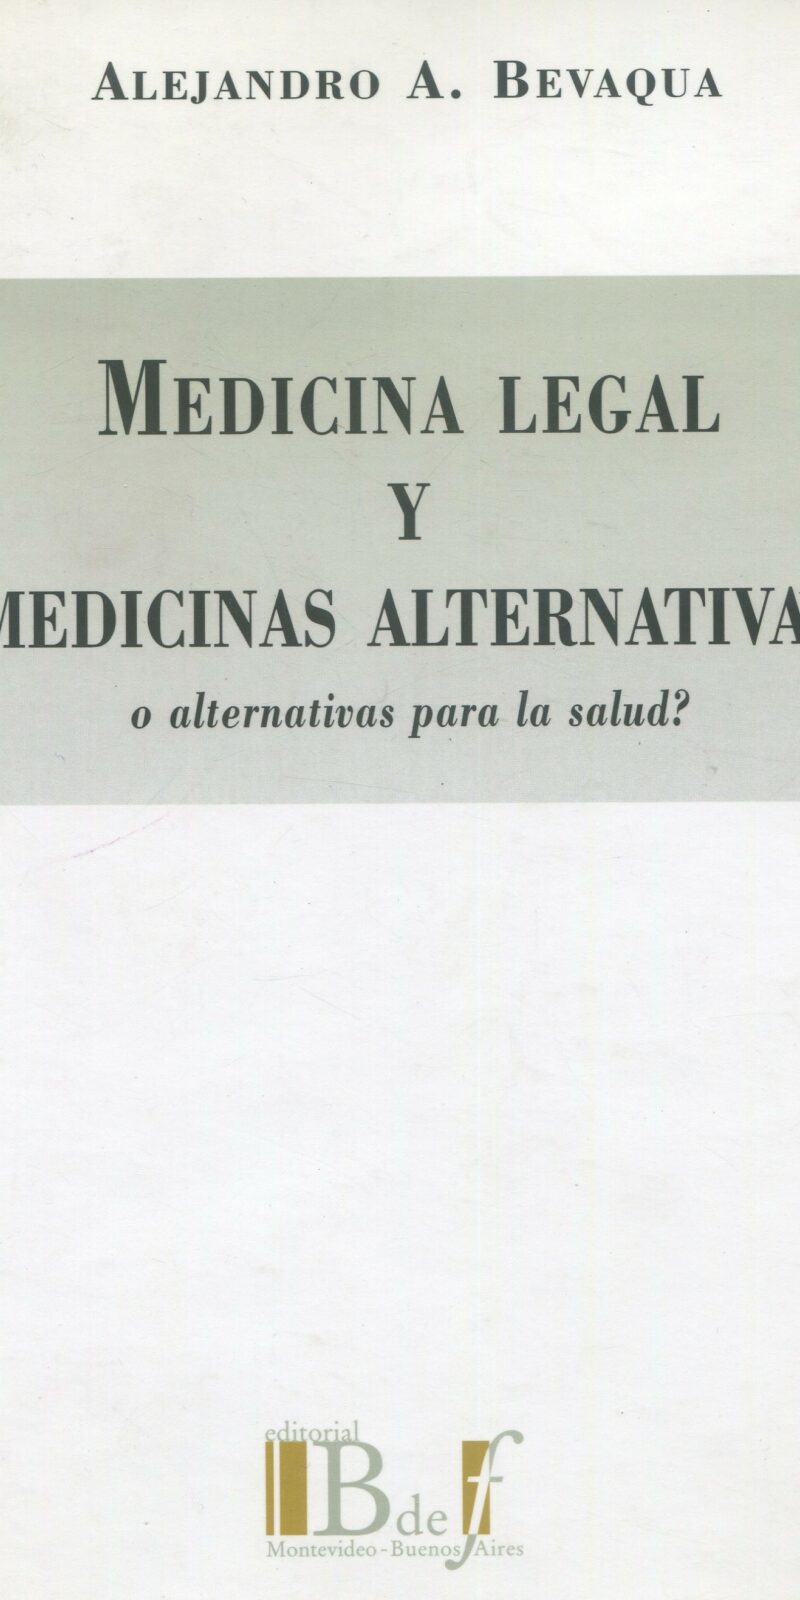 ALEJANDRO A. BEVAQUA
MEDICINA LEGAL
Y
MEDICINAS ALTERNATIVA
o alternativas para la salud?
editorial
B de f
Montevideo - Buenos Aires